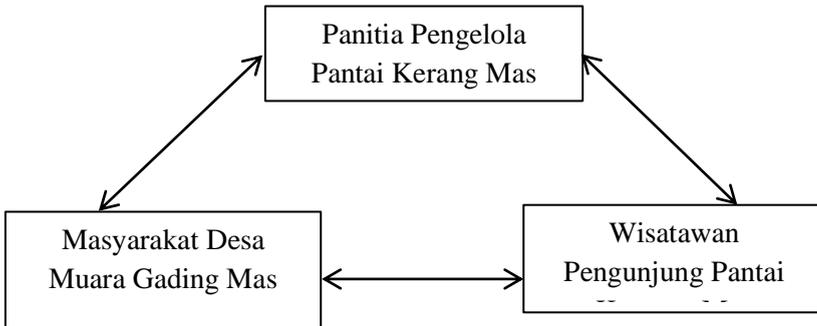 Panitia Pengelola
Pantai Kerang Mas
Masyarakat Desa
Muara Gading Mas
Wisatawan
Pengunjung Pantai